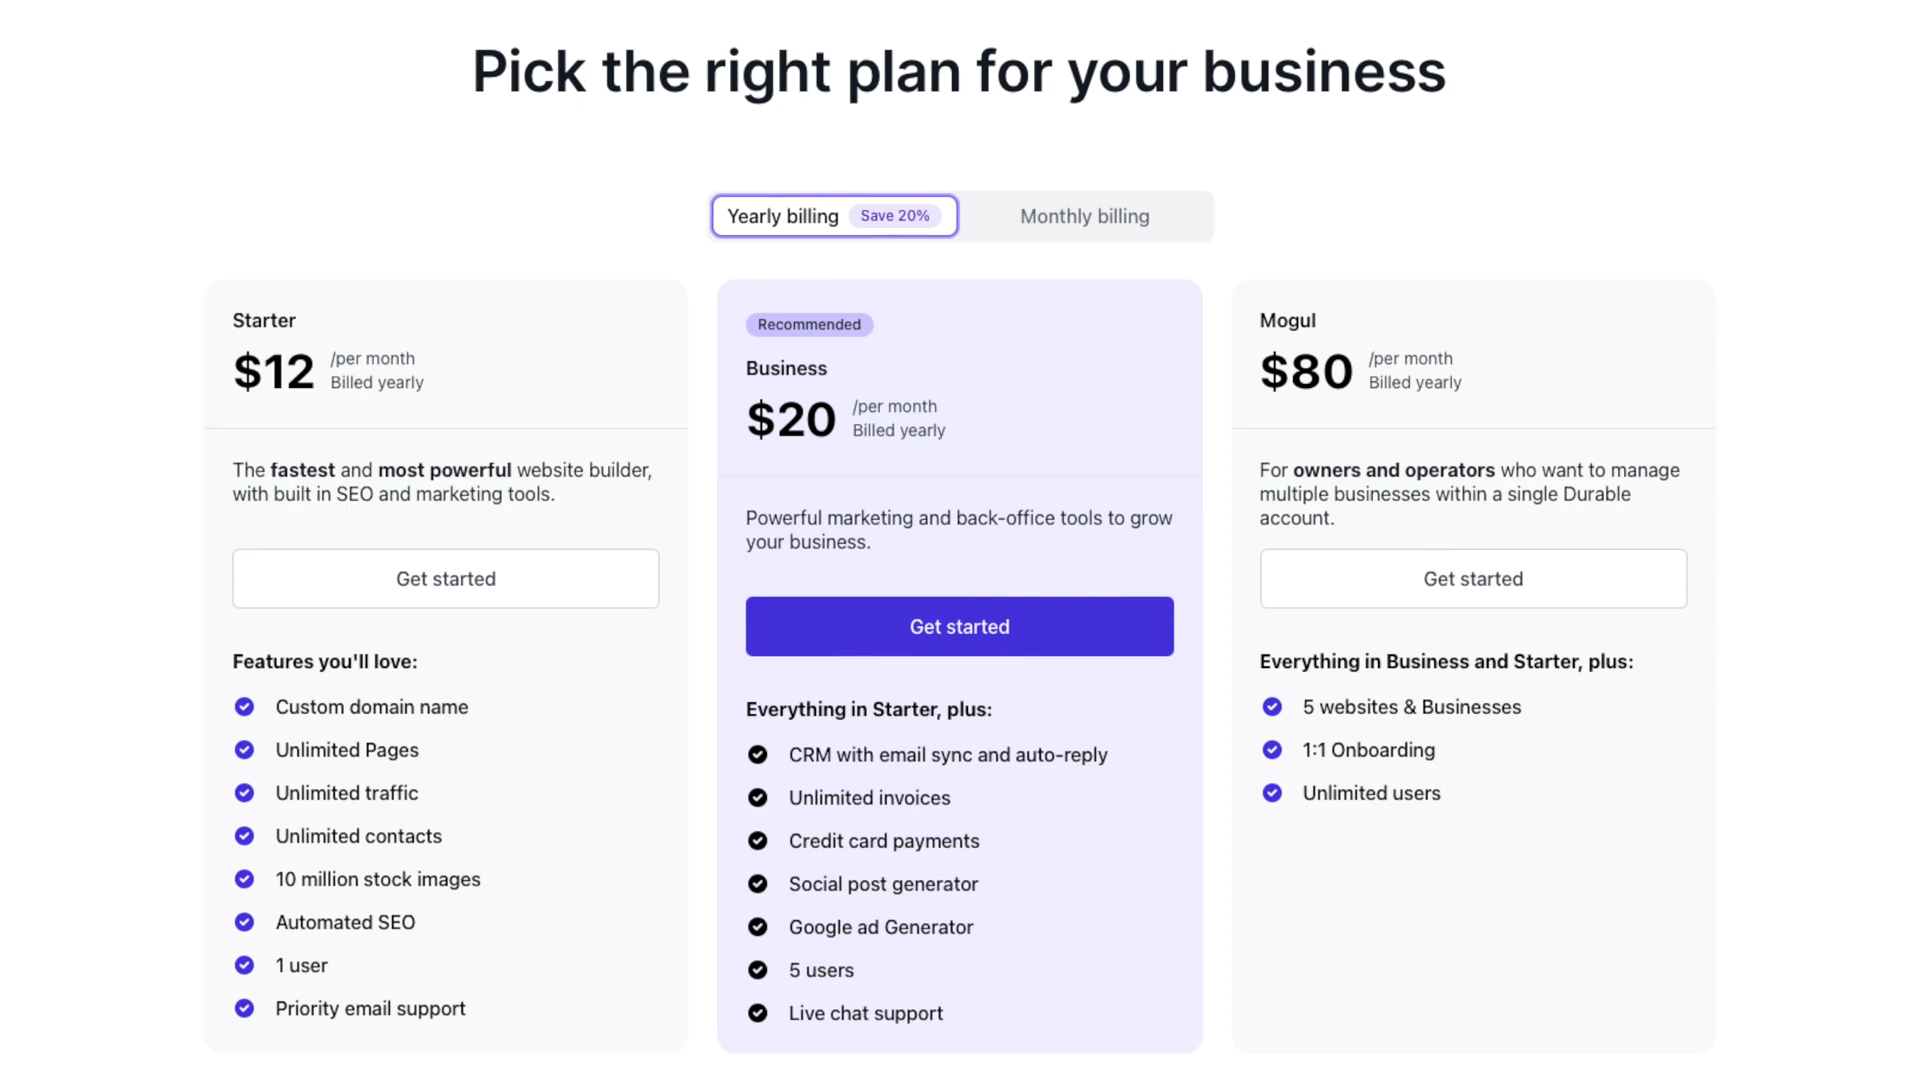 Pick the right plan for your business
Yearly billing Save 20% Monthly billing
Starter
$12 /per month
Billed yearly
The fastest and most powerful website builder,
with built in SEO and marketing tools.
Get started
Features you'll love:
Custom domain name
Unlimited Pages
Unlimited traffic
Unlimited contacts
10 million stock images
Automated SEO
1 user
Priority email support
Recommended
Business
$20 /per month
Billed yearly
Powerful marketing and back-office tools to grow
your business.
Get started
Everything in Starter, plus:
CRM with email sync and auto-reply
Unlimited invoices
Credit card payments
Social post generator
Google ad Generator
5 users
Live chat support
Mogul
$80 /per month
Billed yearly
For owners and operators who want to manage
multiple businesses within a single Durable
account.
Get started
Everything in Business and Starter, plus:
5 websites & Businesses
1:1 Onboarding
Unlimited users